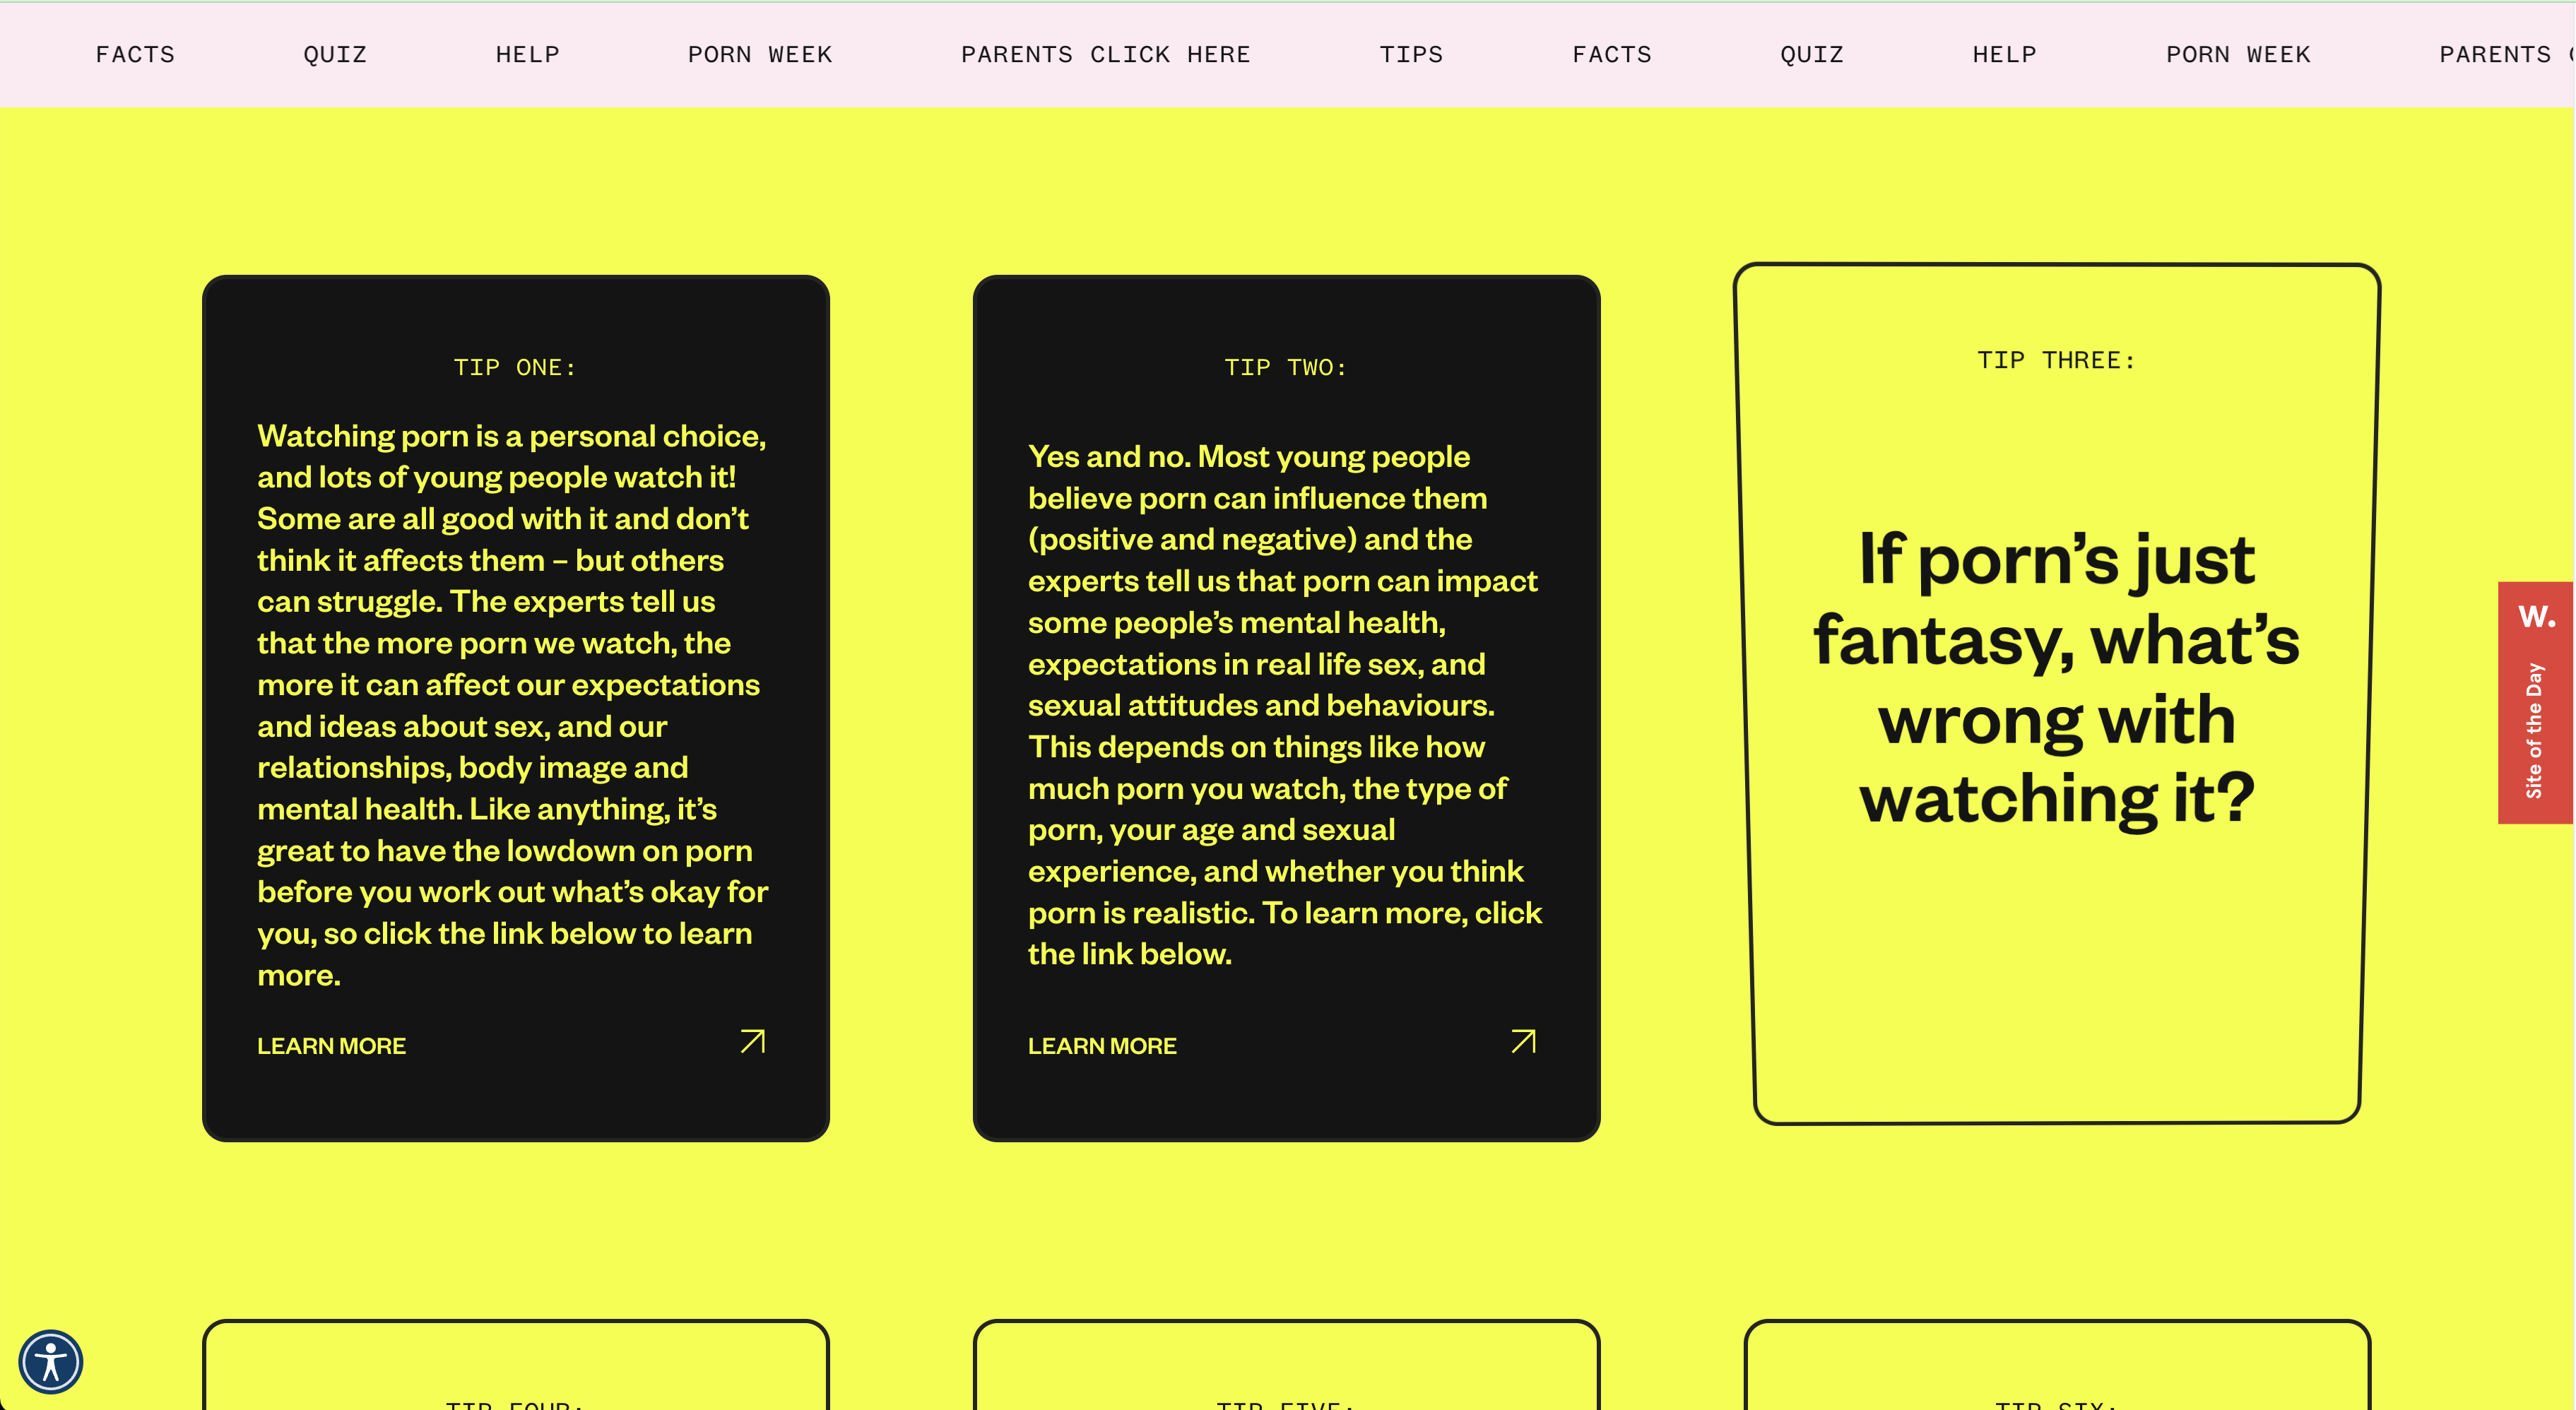 FACTS QUIZ HELP PORN WEEK PARENTS CLICK HERE TIPS FACTS QUIZ HELP PORN WEEK PARENTS
TIP ONE:
Watching porn is a personal choice,
and lots of young people watch it!
Some are all good with it and don’t
think it affects them – but others
can struggle. The experts tell us
that the more porn we watch, the
more it can affect our expectations
and ideas about sex, and our
relationships, body image and
mental health. Like anything, it’s
great to have the lowdown on porn
before you work out what’s okay for
you, so click the link below to learn
more.
LEARN MORE
TIP TWO:
Yes and no. Most young people
believe porn can influence them
(positive and negative) and the
experts tell us that porn can impact
some people’s mental health,
expectations in real life sex, and
sexual attitudes and behaviours.
This depends on things like how
much porn you watch, the type of
porn, your age and sexual
experience, and whether you think
porn is realistic. To learn more, click
the link below.
LEARN MORE
TIP THREE:
If porn’s just
fantasy, what’s
wrong with
watching it?
W.
Site of the Day
TIP FOUR:
TIP FIVE:
TIP SIX: